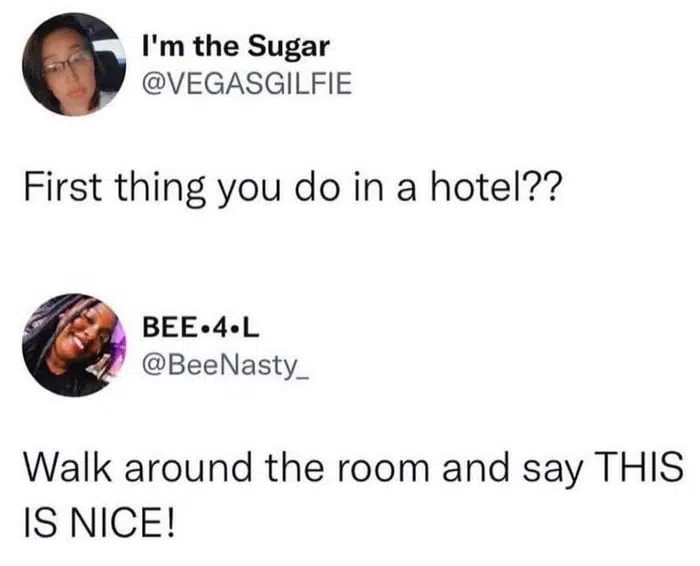 I'm the Sugar
@VEGASGILFIE
First thing you do in a hotel??
BEE•4•L
@BeeNasty_
Walk around the room and say THIS
IS NICE!